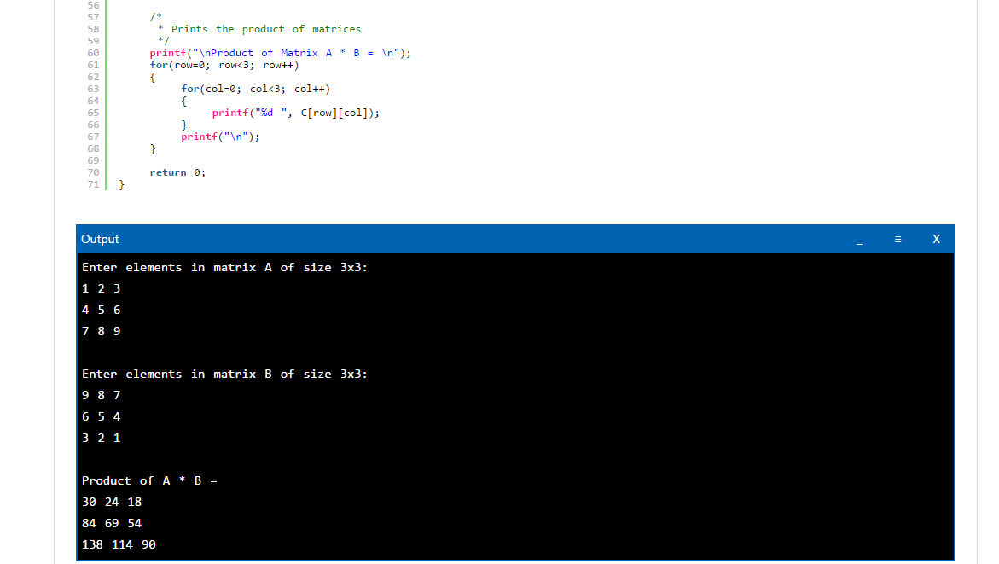 56
57 /*
58 * Prints the product of matrices
59 */
60 printf("\nProduct of Matrix A * B = \n");
61 for(row=0; row<3; row++)
62 {
63 for(col=0; col<3; col++)
64 {
65 printf("%d ", C[row][col]);
66 }
67 printf("\n");
68 }
69
70 return 0;
71 }
Output _ ≡ X
Enter elements in matrix A of size 3x3:
1 2 3
4 5 6
7 8 9
Enter elements in matrix B of size 3x3:
9 8 7
6 5 4
3 2 1
Product of A * B =
30 24 18
84 69 54
138 114 90